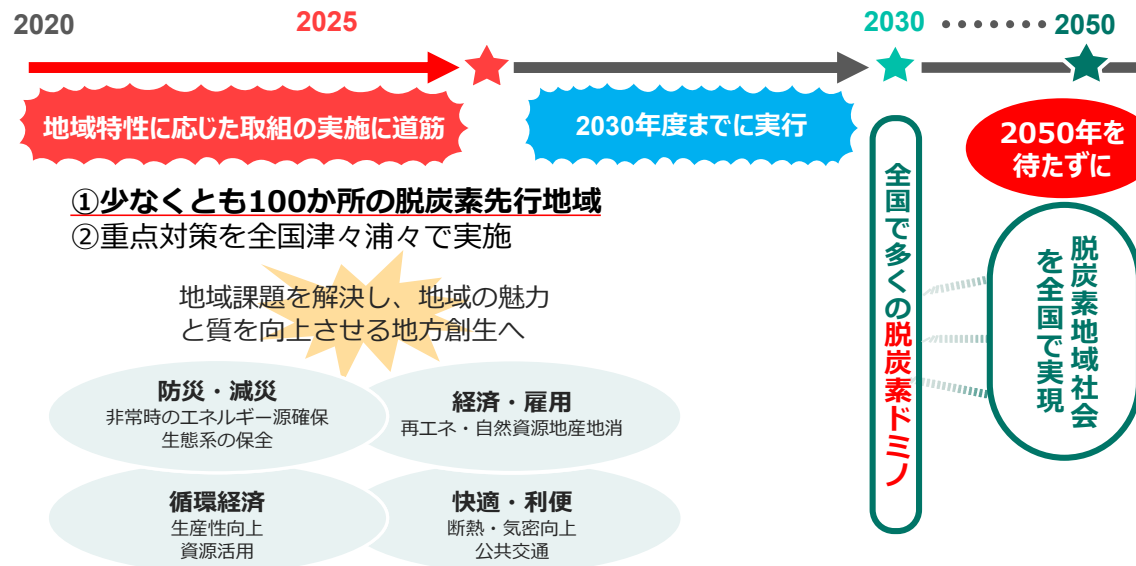 2020
2025
2030
2050
地域特性に応じた取組の実施に道筋
2030年度までに実行
①少なくとも100か所の脱炭素先行地域
②重点対策を全国津々浦々で実施
地域課題を解決し、地域の魅力
と質を向上させる地方創生へ
防災・減災
非常時のエネルギー源確保
生態系の保全
経済・雇用
再エネ・自然資源地産地消
循環経済
生産性向上
資源活用
快適・利便
断熱・気密向上
公共交通
全国で多くの脱炭素ドミノ
2050年を
待たずに
脱炭素地域社会
を全国で実現